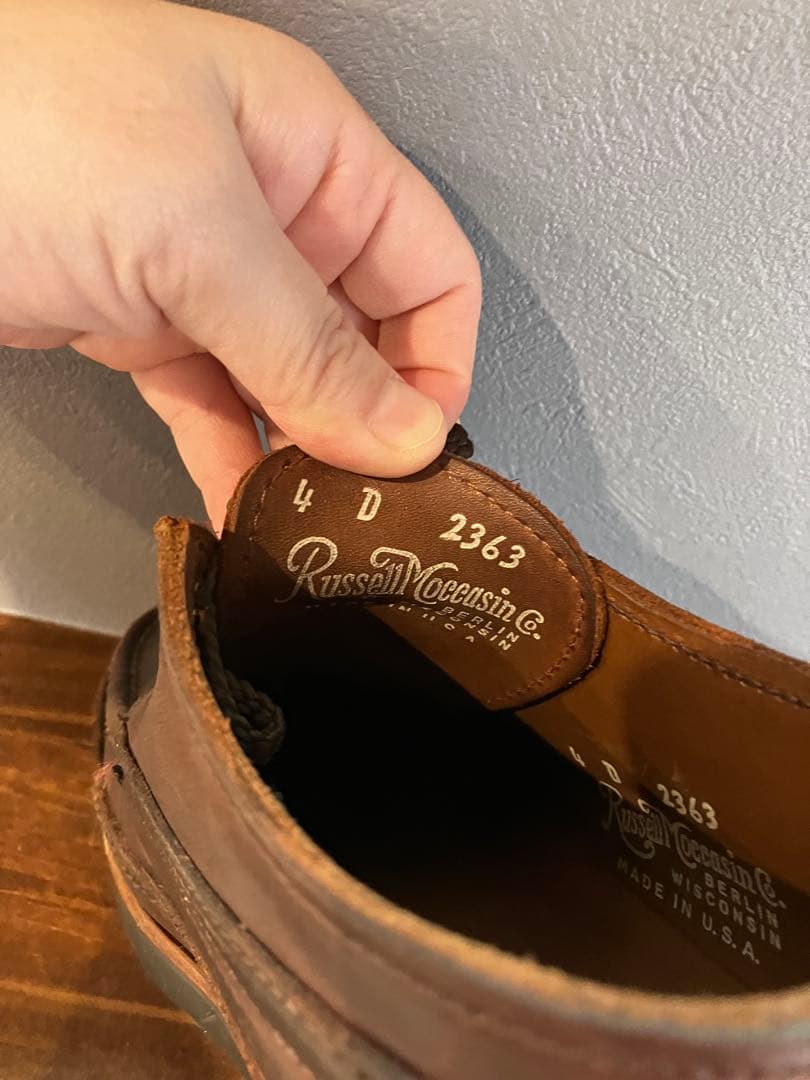 4 D 2363
Russell Moccasin Co.
BERLIN
WISCONSIN
4 D 2363
C
Russell Moccasin Co.
BERLIN
WISCONSIN
MADE IN U.S.A.